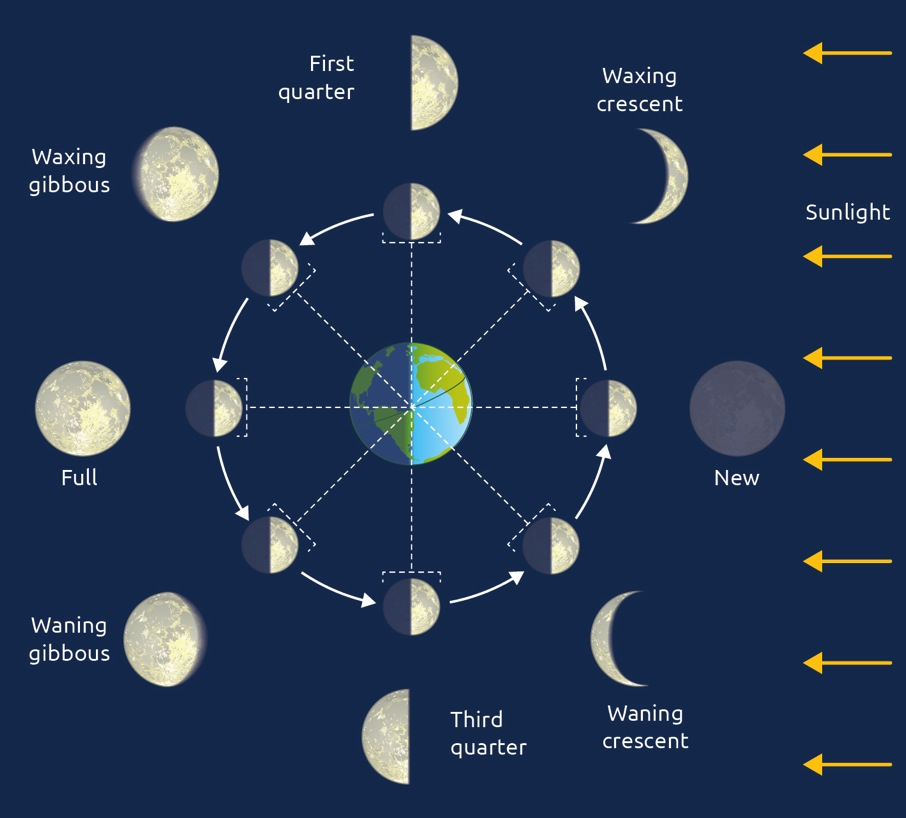 First
quarter
Waxing
crescent
Waxing
gibbous
Sunlight
Full
New
Waning
gibbous
Third
quarter
Waning
crescent